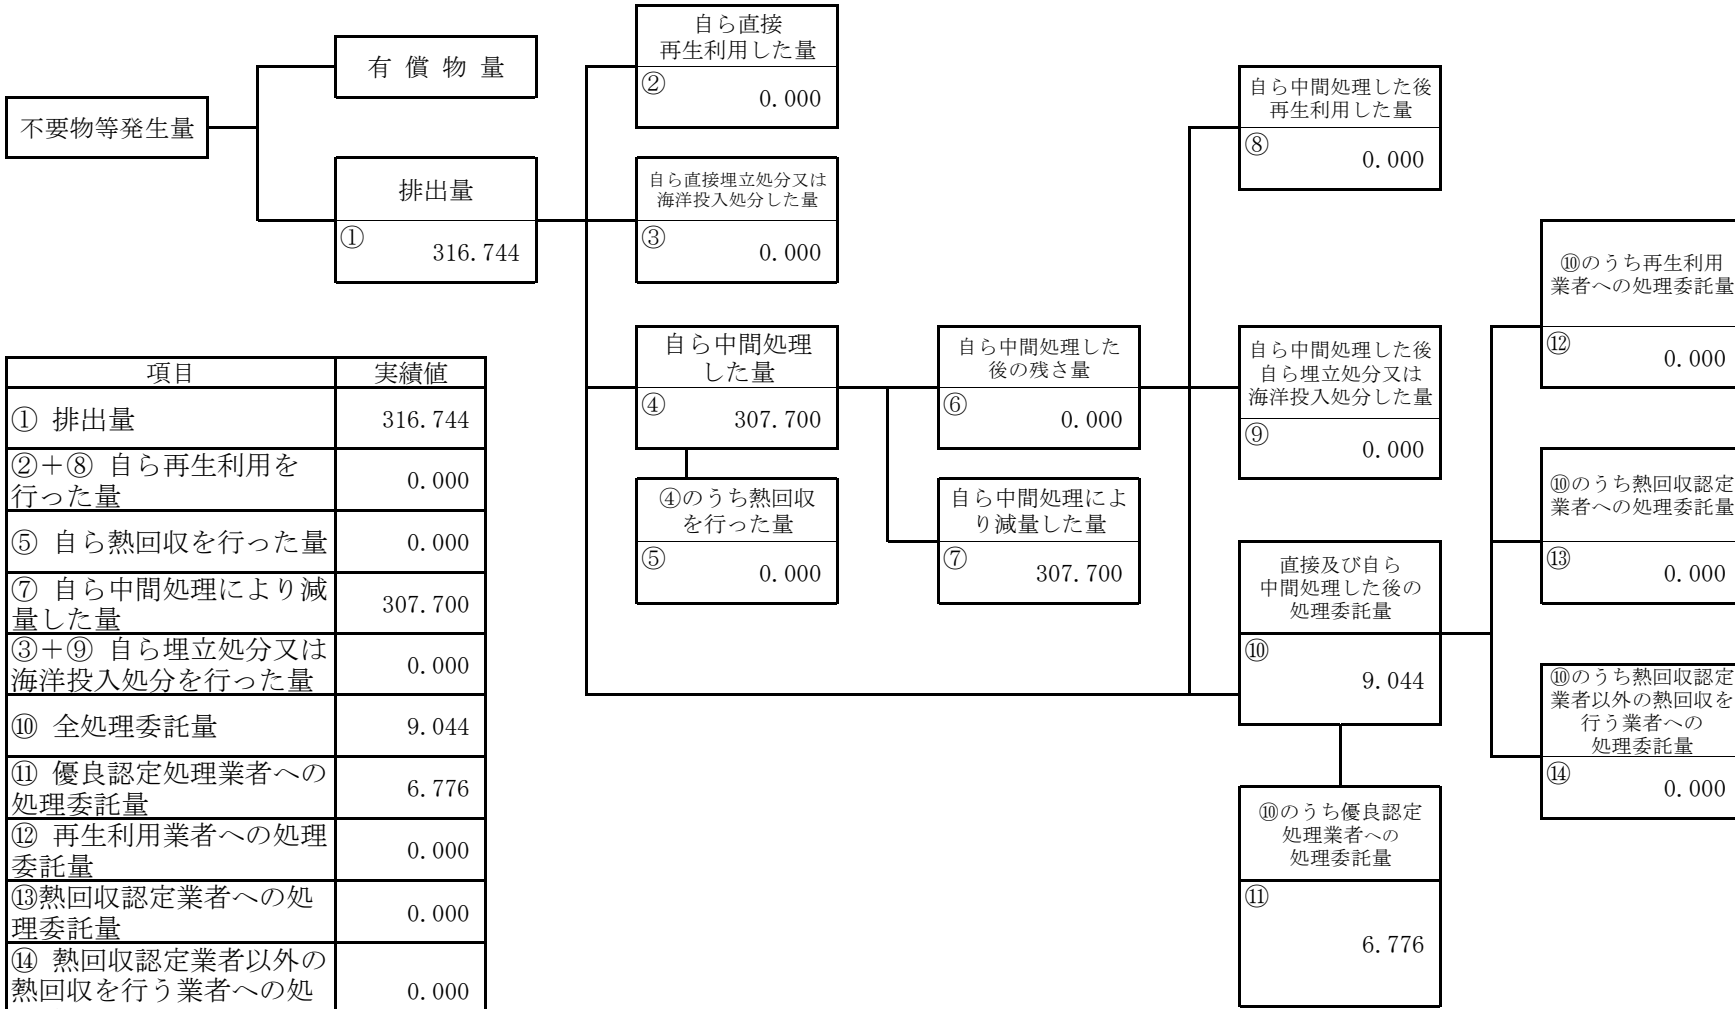 不要物等発生量
有 償 物 量
排出量
① 316.744
自ら直接
再生利用した量
② 0.000
自ら直接埋立処分又は
海洋投入処分した量
③ 0.000
自ら中間処理
した量
④ 307.700
④のうち熱回収
を行った量
⑤ 0.000
自ら中間処理した
後の残さ量
⑥ 0.000
自ら中間処理によ
り減量した量
⑦ 307.700
自ら中間処理した後
再生利用した量
⑧ 0.000
自ら中間処理した後
自ら埋立処分又は
海洋投入処分した量
⑨ 0.000
直接及び自ら
中間処理した後の
処理委託量
⑩ 9.044
⑩のうち優良認定
処理業者への
処理委託量
⑪ 6.776
⑩のうち再生利用
業者への処理委託量
⑫ 0.000
⑩のうち熱回収認定
業者への処理委託量
⑬ 0.000
⑩のうち熱回収認定
業者以外の熱回収を
行う業者への
処理委託量
⑭ 0.000
項目 実績値
① 排出量 316.744
②＋⑧ 自ら再生利用を
行った量 0.000
⑤ 自ら熱回収を行った量 0.000
⑦ 自ら中間処理により減
量した量 307.700
③＋⑨ 自ら埋立処分又は
海洋投入処分を行った量 0.000
⑩ 全処理委託量 9.044
⑪ 優良認定処理業者への
処理委託量 6.776
⑫ 再生利用業者への処理
委託量 0.000
⑬熱回収認定業者への処
理委託量 0.000
⑭ 熱回収認定業者以外の
熱回収を行う業者への処 0.000